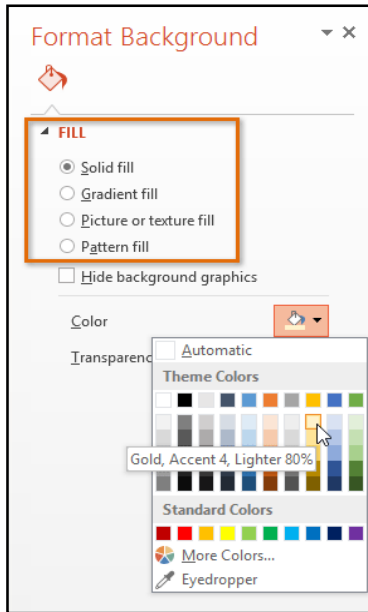 Format Background
FILL
Solid fill
Gradient fill
Picture or texture fill
Pattern fill
Hide background graphics
Color
Transparenc
Automatic
Theme Colors
Gold, Accent 4, Lighter 80%
Standard Colors
More Colors...
Eyedropper